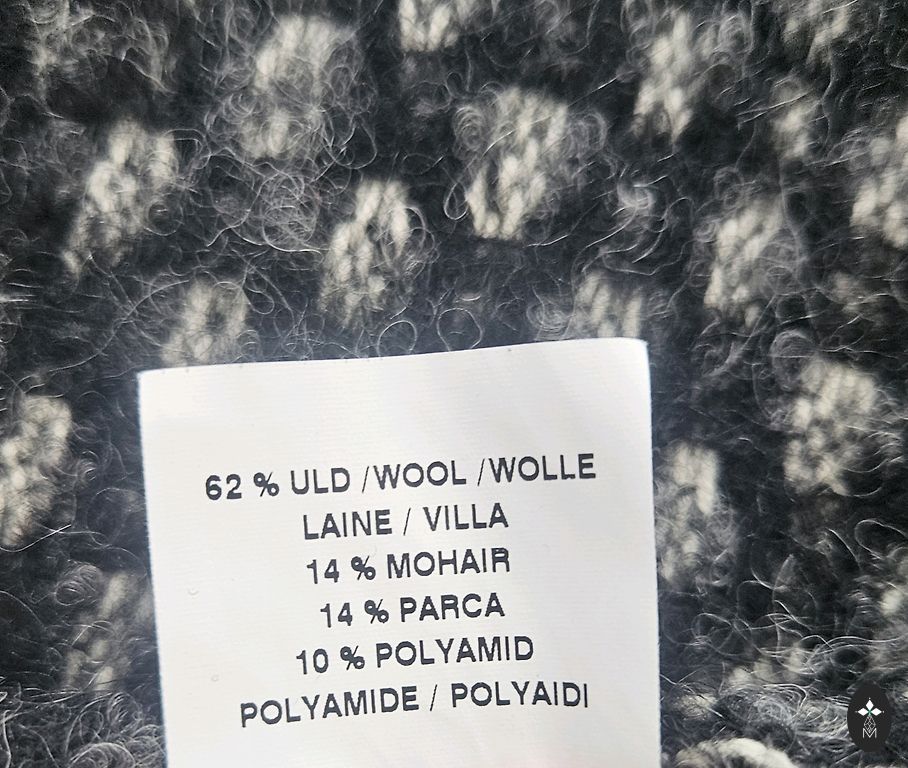 62 % ULD /WOOL /WOLLE
LAINE / VILLA
14 % MOHAIR
14 % PARCA
10 % POLYAMID
POLYAMIDE / POLYAIDI
M